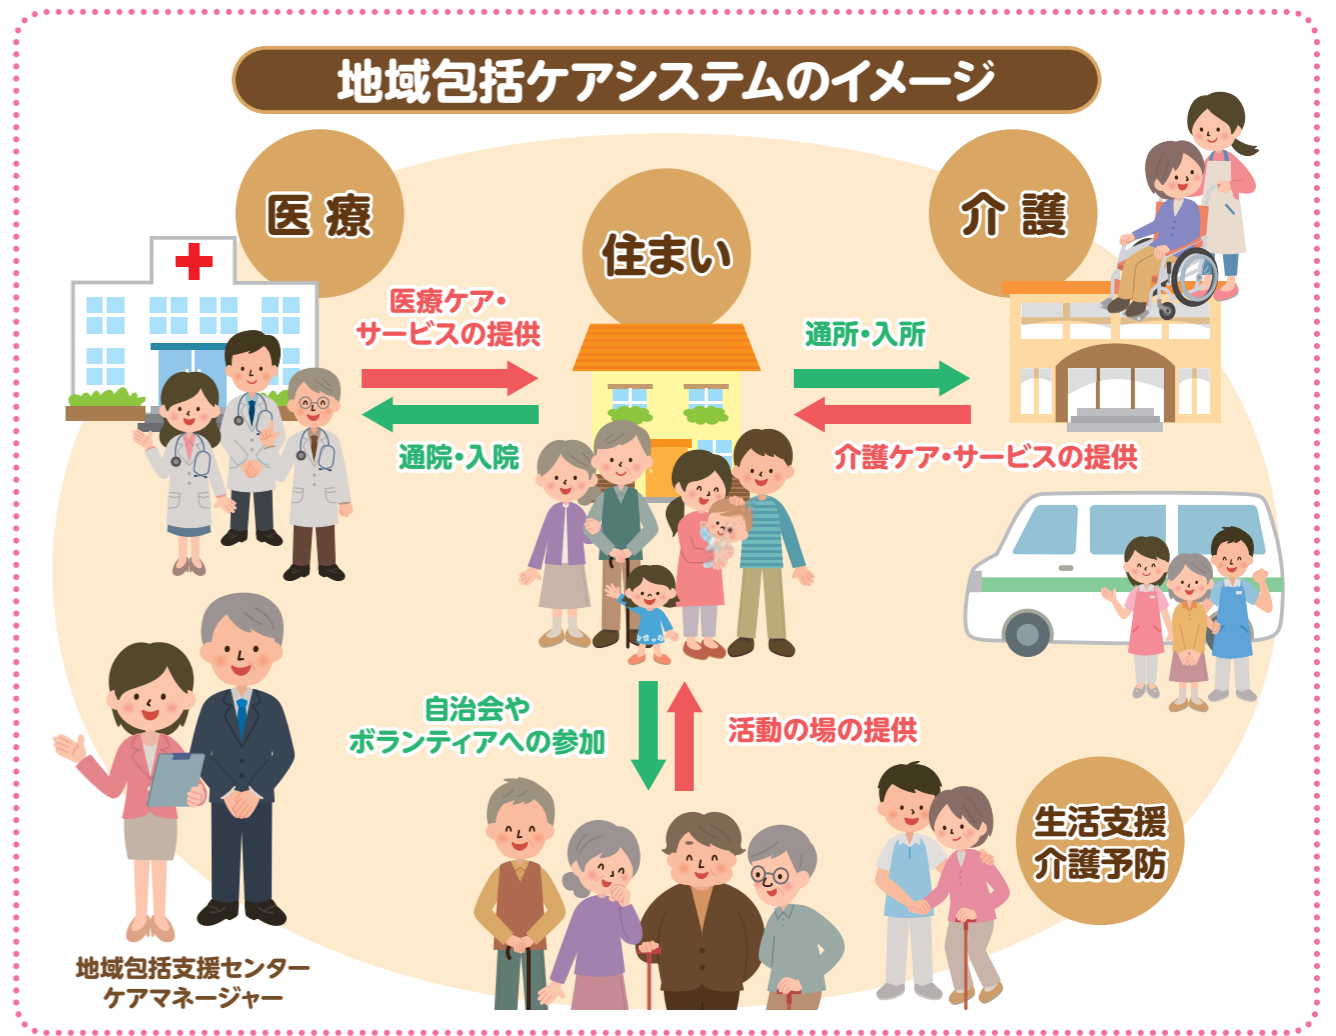 地域包括ケアシステムのイメージ
医療
住まい
介護
医療ケア・
サービスの提供
通院・入院
通所・入所
介護ケア・サービスの提供
自治会や
ボランティアへの参加
活動の場の提供
生活支援
介護予防
地域包括支援センター
ケアマネージャー